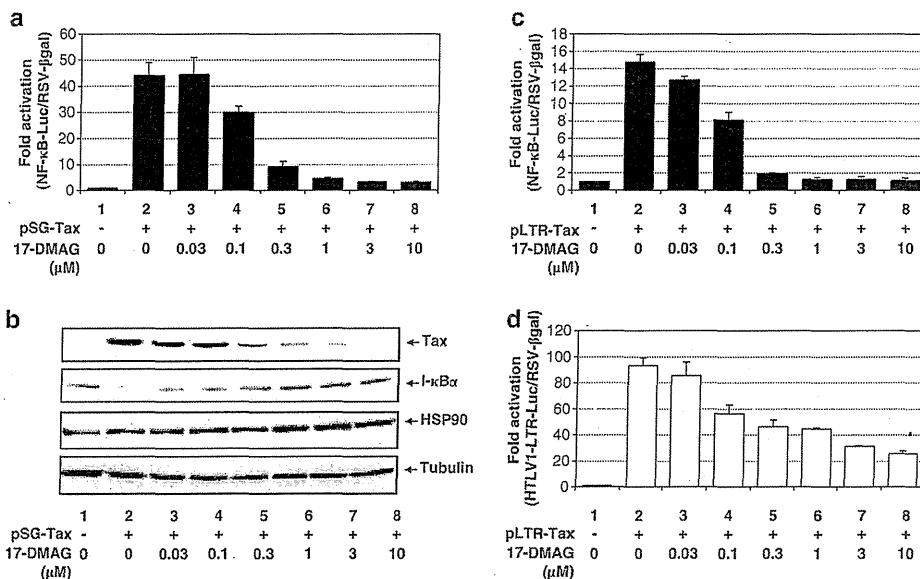 a
Fold activation
(NF-κB-Luc/RSV-βgal)
60
50
40
30
20
10
0
1 2 3 4 5 6 7 8
pSG-Tax - + + + + + + +
17-DMAG 0 0 0.03 0.1 0.3 1 3 10
(μM)
b
Tax
I-κBα
HSP90
Tubulin
1 2 3 4 5 6 7 8
pSG-Tax - + + + + + + +
17-DMAG 0 0 0.03 0.1 0.3 1 3 10
(μM)
c
Fold activation
(NF-κB-Luc/RSV-βgal)
18
16
14
12
10
8
6
4
2
0
1 2 3 4 5 6 7 8
pLTR-Tax - + + + + + + +
17-DMAG 0 0 0.03 0.1 0.3 1 3 10
(μM)
d
Fold activation
(HTLV1-LTR-Luc/RSV-βgal)
120
100
80
60
40
20
0
1 2 3 4 5 6 7 8
pLTR-Tax - + + + + + + +
17-DMAG 0 0 0.03 0.1 0.3 1 3 10
(μM)